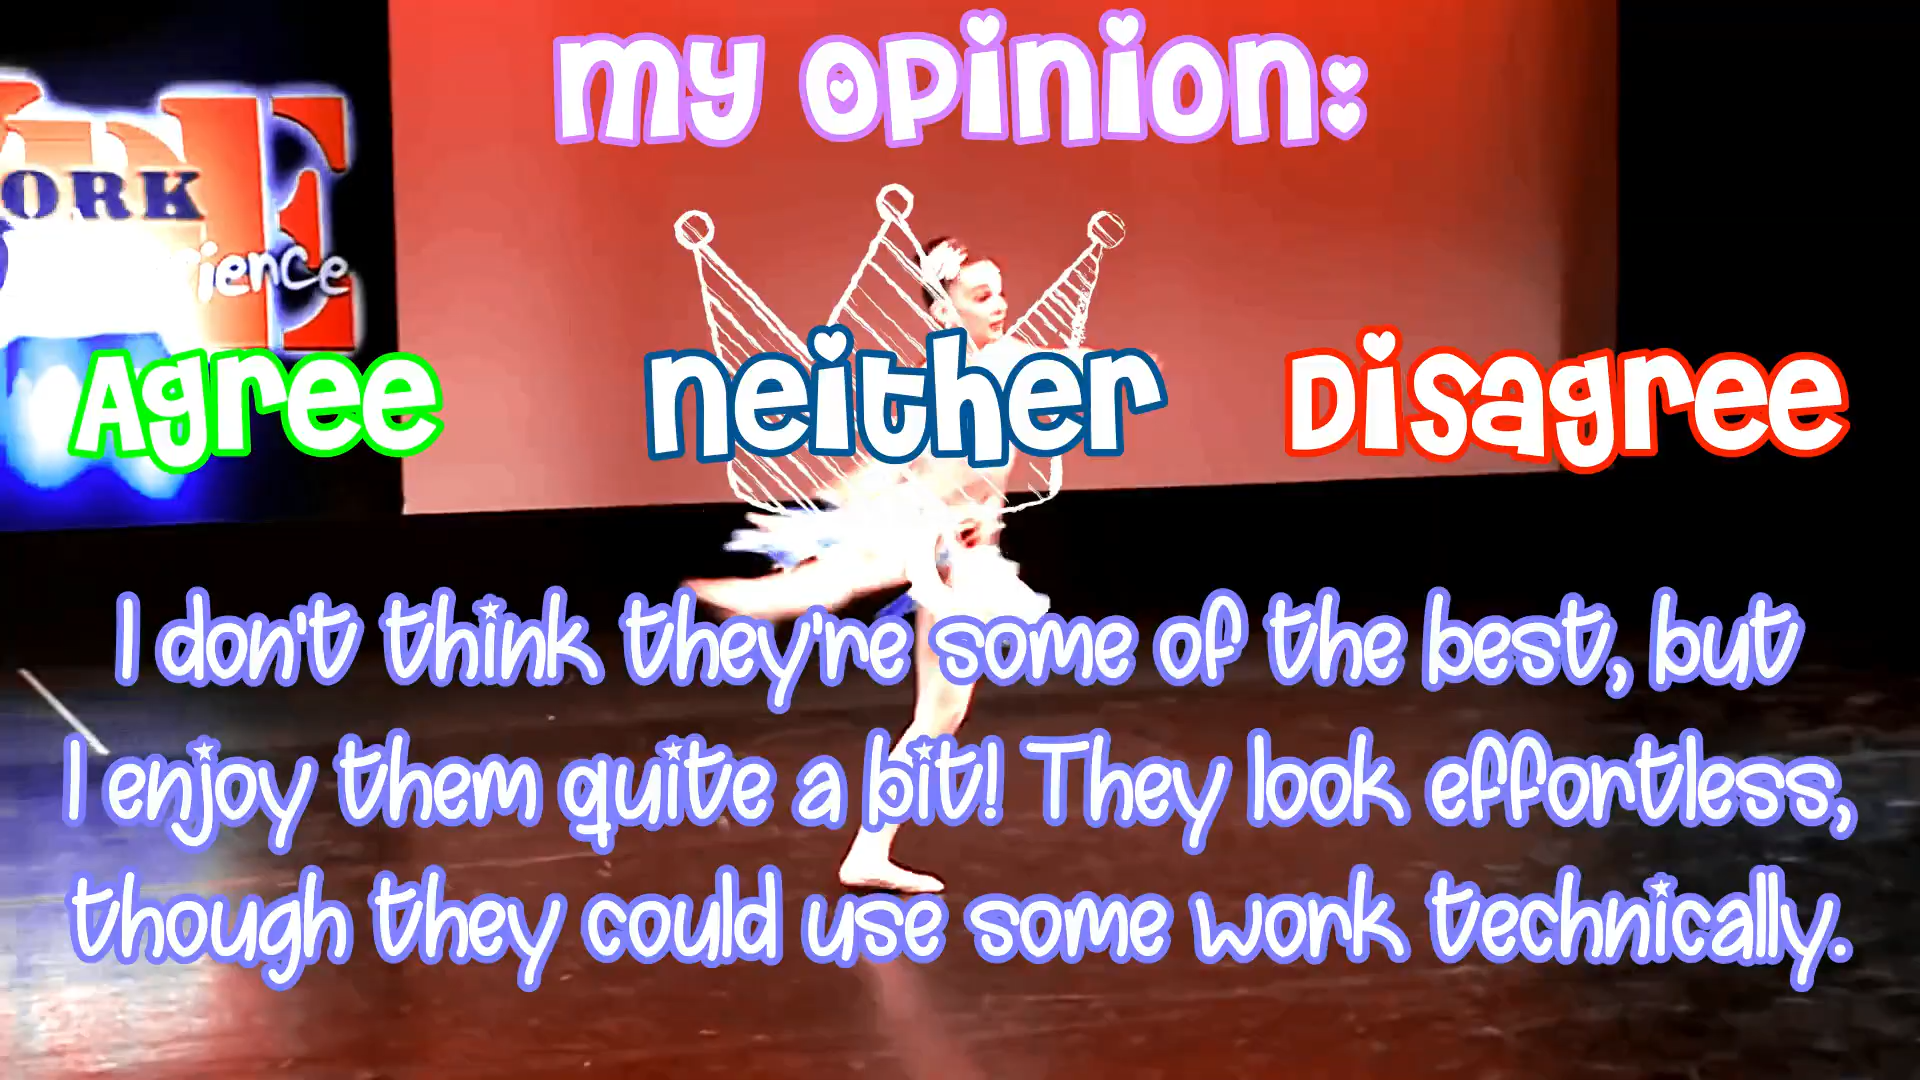 my opinion:
ORK
ience
Agree neither Disagree
I don't think they're some of the best, but
I enjoy them quite a bit! They look effortless,
though they could use some work technically.